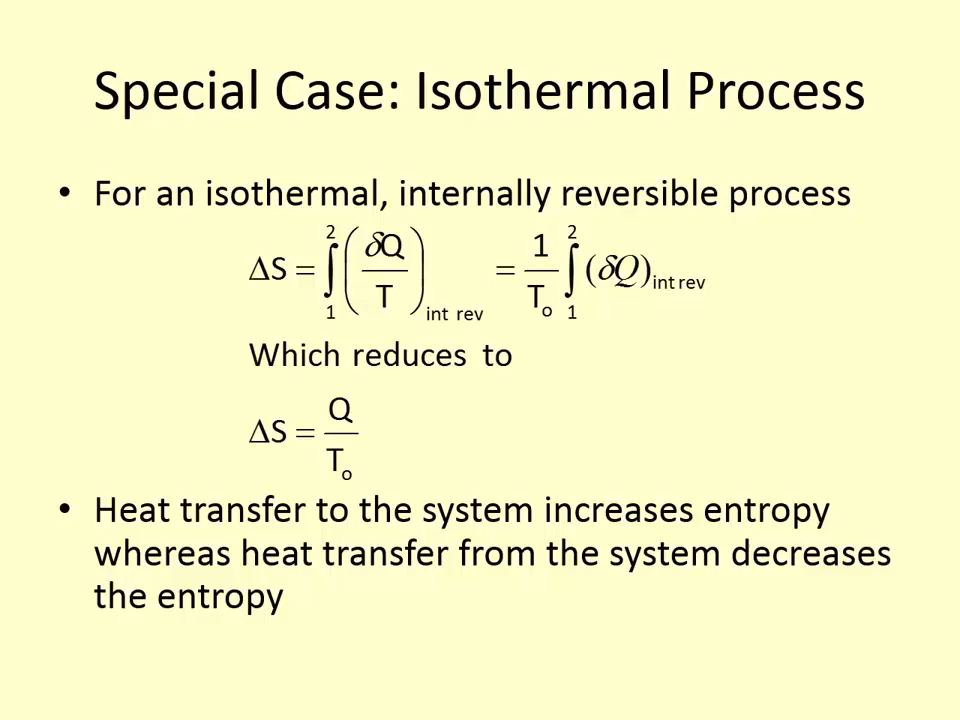 Special Case: Isothermal Process
• For an isothermal, internally reversible process
ΔS = ∫₁² (δQ/T)int rev = 1/To ∫₁² (δQ)int rev
Which reduces to
ΔS = Q/To
• Heat transfer to the system increases entropy
whereas heat transfer from the system decreases
the entropy